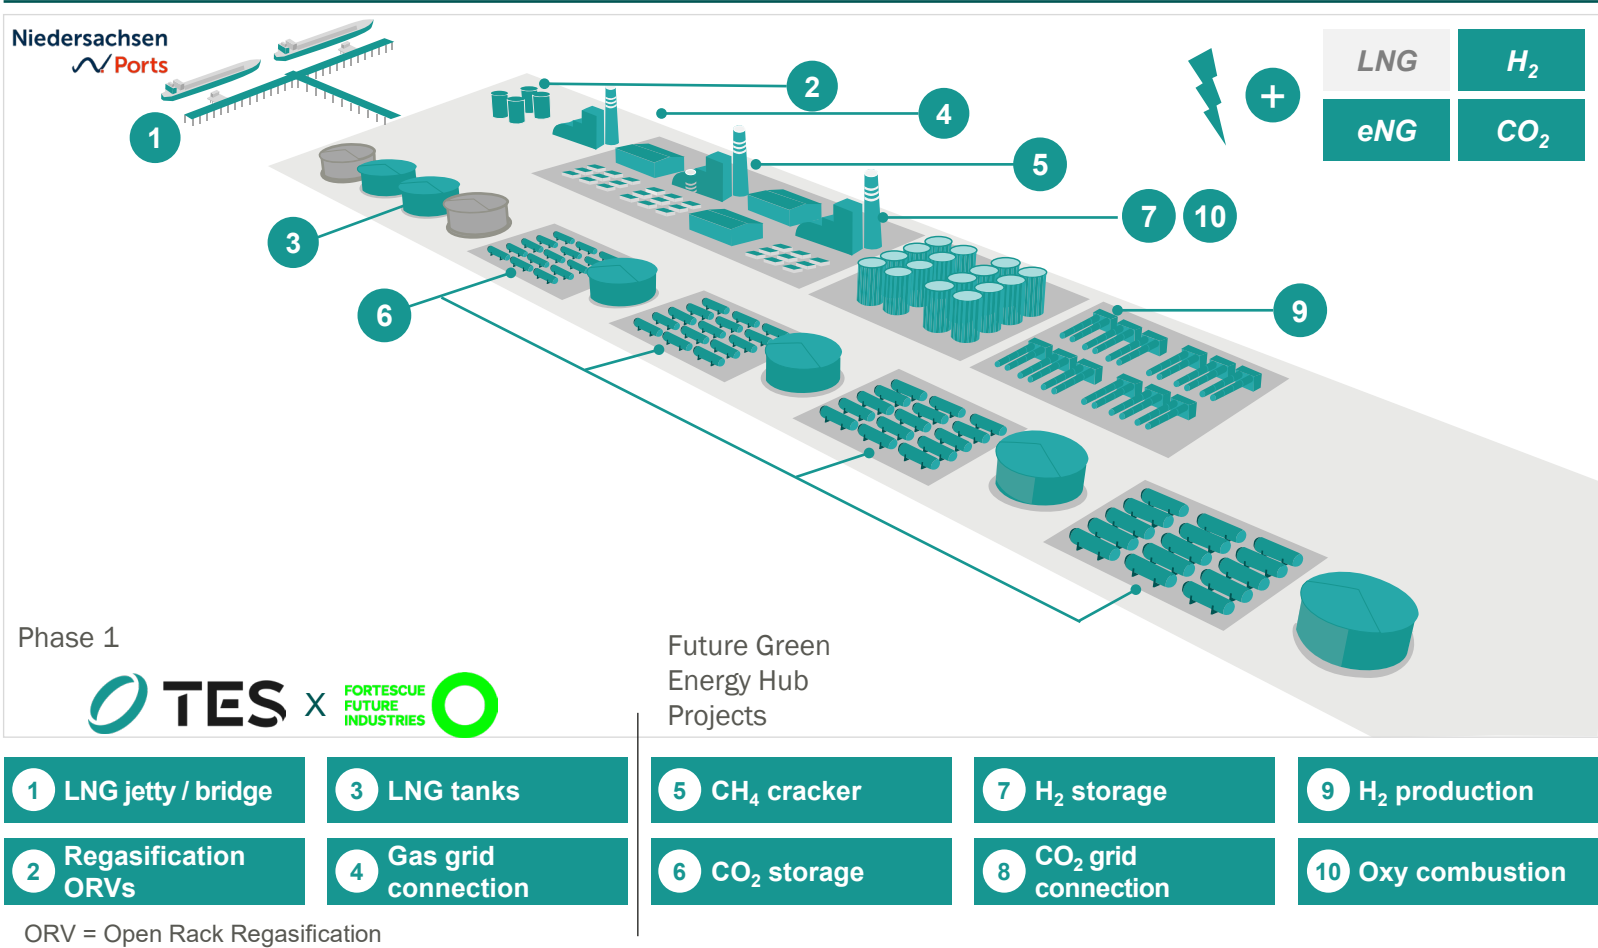 Niedersachsen
Ports
1
2
4
5
7
10
3
6
9
+
LNG
H₂
eNG
CO₂
Phase 1
TES
X
FORTESCUE
FUTURE
INDUSTRIES
Future Green
Energy Hub
Projects
1 LNG jetty / bridge
3 LNG tanks
5 CH₄ cracker
7 H₂ storage
9 H₂ production
2 Regasification
ORVs
4 Gas grid
connection
6 CO₂ storage
8 CO₂ grid
connection
10 Oxy combustion
ORV = Open Rack Regasification